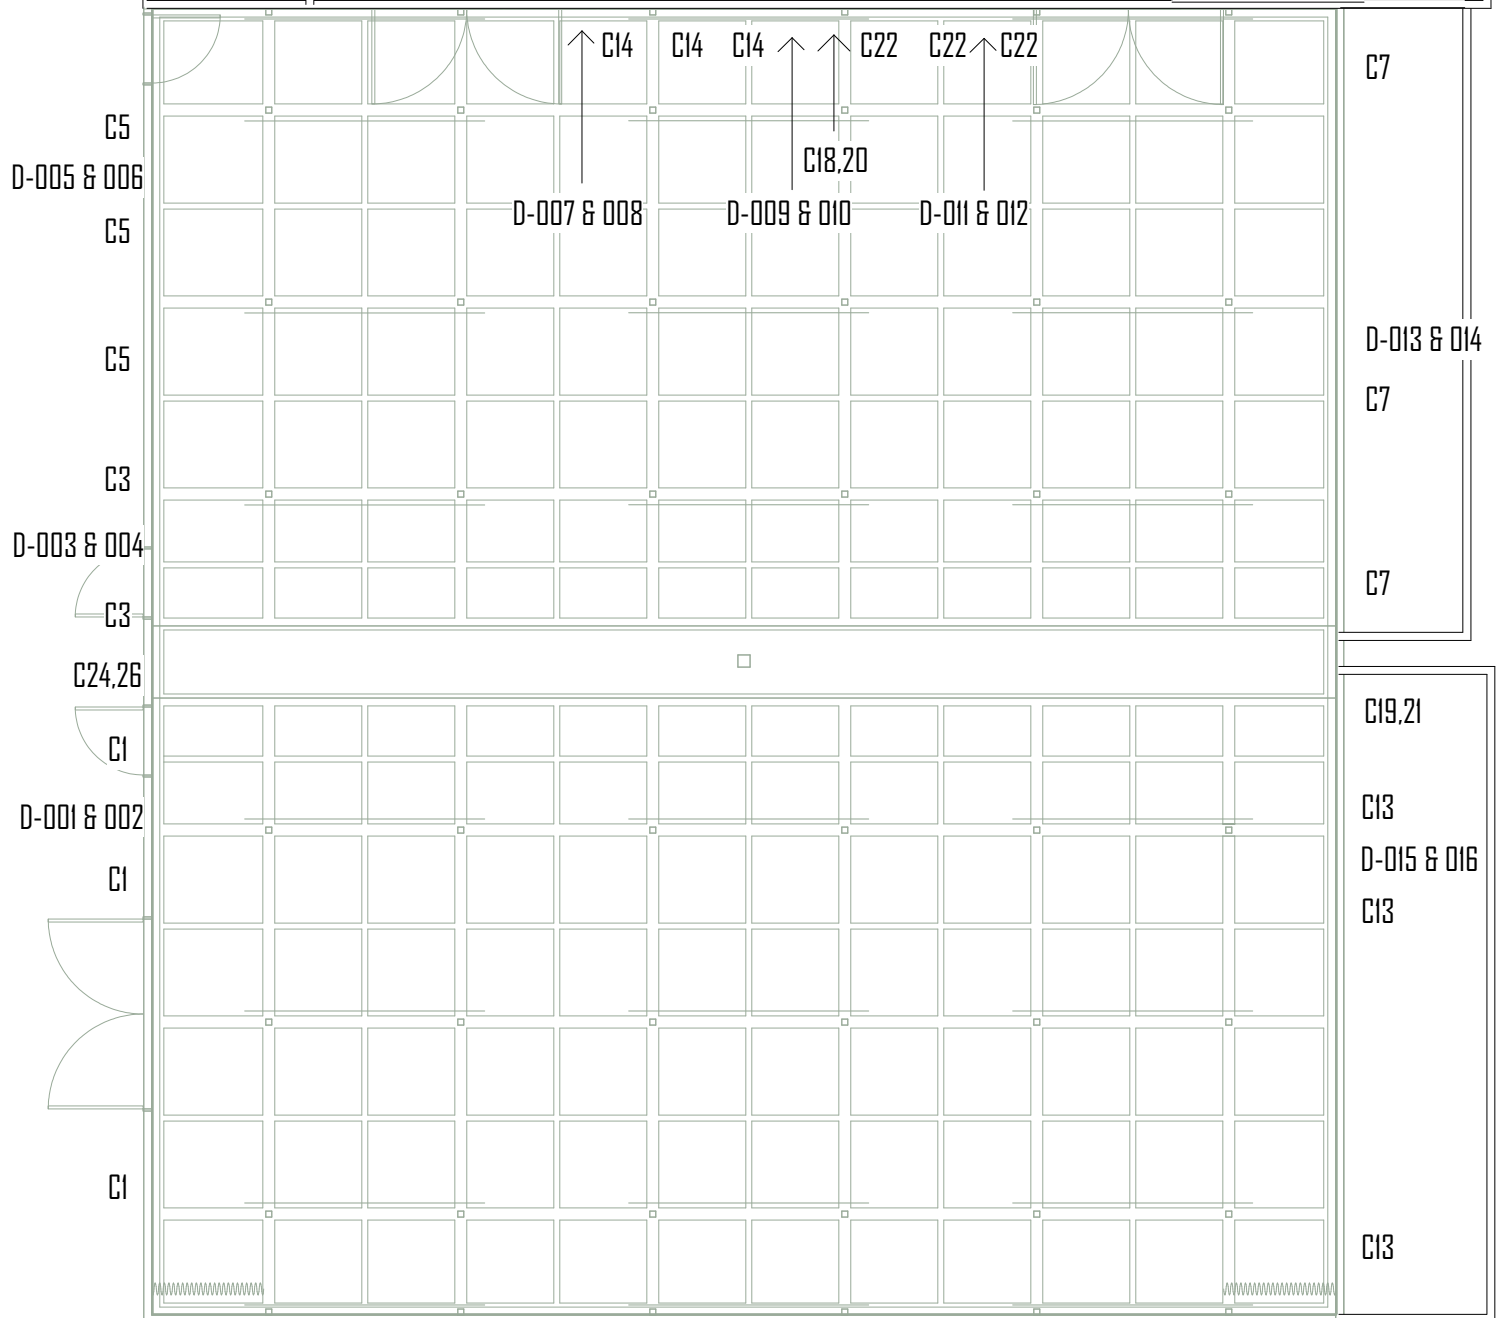 C14 C14 C14 C22 C22 C22
C7
C5
C18,20
D-005 & 006
D-007 & 008 D-009 & 010 D-011 & 012
C5
D-013 & 014
C5
C7
C3
D-003 & 004
C7
C3
C24,26
C19,21
C1
C13
D-001 & 002
D-015 & 016
C1
C13
C1
C13